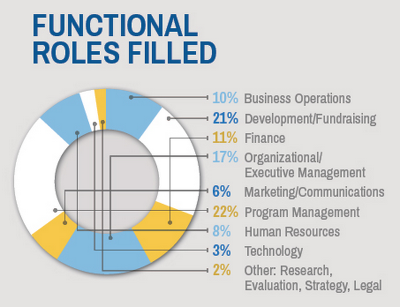 FUNCTIONAL
ROLES FILLED
10% Business Operations
21% Development/Fundraising
11% Finance
17% Organizational/
Executive Management
6% Marketing/Communications
22% Program Management
8% Human Resources
3% Technology
2% Other: Research,
Evaluation, Strategy, Legal